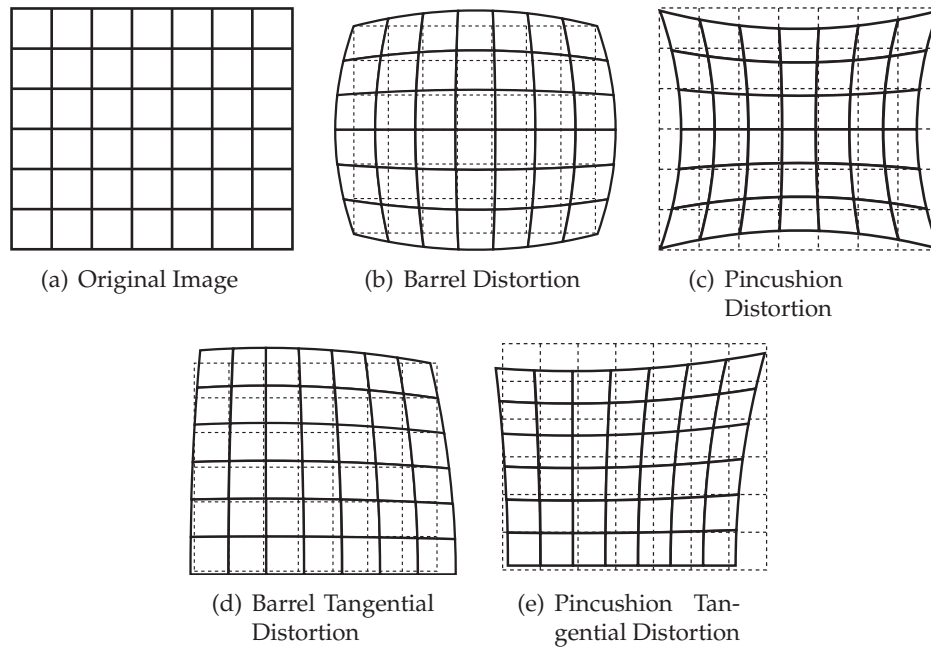 (a) Original Image
(b) Barrel Distortion
(c) Pincushion
Distortion
(d) Barrel Tangential
Distortion
(e) Pincushion Tan-
gential Distortion